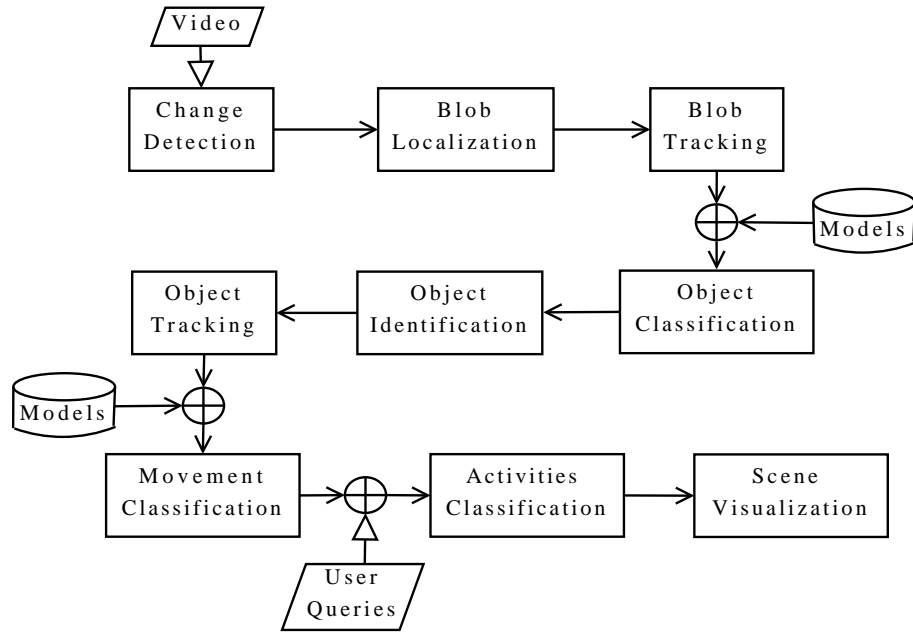 Video
Change
Detection
Blob
Localization
Blob
Tracking
Models
Object
Tracking
Object
Identification
Object
Classification
Models
Movement
Classification
Activities
Classification
Scene
Visualization
User
Queries